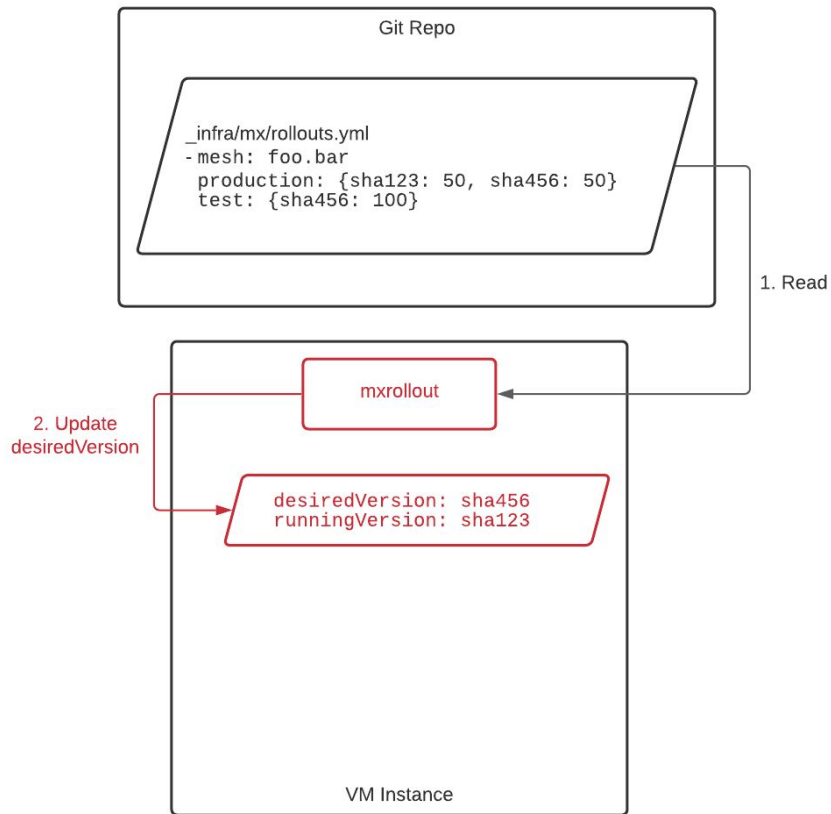 Git Repo
_infra/mx/rollouts.yml
- mesh: foo.bar
production: {sha123: 50, sha456: 50}
test: {sha456: 100}
1. Read
mxrollout
2. Update
desiredVersion
desiredVersion: sha456
runningVersion: sha123
VM Instance